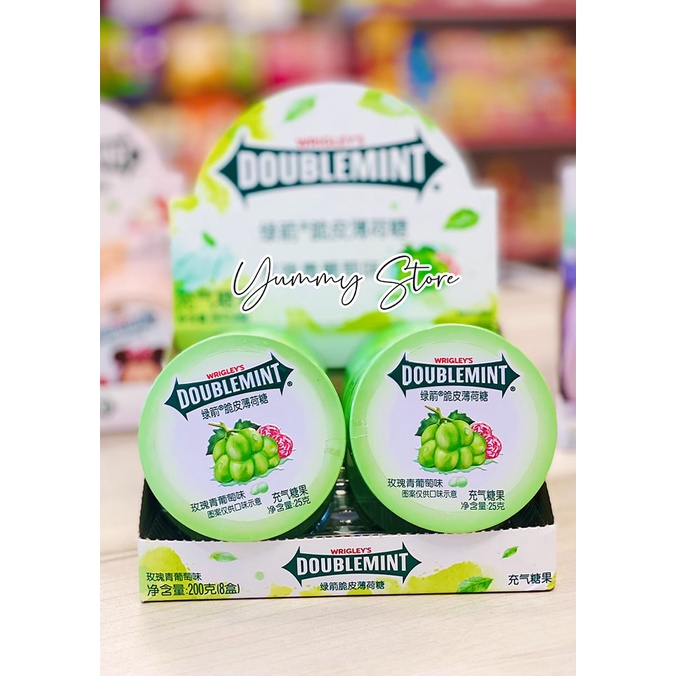 WRIGLEY'S
DOUBLEMINT®
绿箭®脆皮薄荷糖
Yummy Store
WRIGLEY'S
DOUBLEMINT®
绿箭®脆皮薄荷糖
玫瑰青葡萄味
图案仅供口味示意
充气糖果
净含量:25克
WRIGLEY'S
DOUBLEMINT®
绿箭®脆皮薄荷糖
玫瑰青葡萄味
图案仅供口味示意
充气糖果
净含量:25克
WRIGLEY'S
DOUBLEMINT®
绿箭脆皮薄荷糖
玫瑰青葡萄味
净含量:200克(8盒)
充气糖果